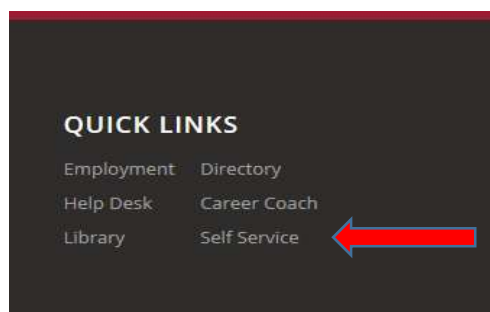 QUICK LINKS
Employment Directory
Help Desk Career Coach
Library Self Service